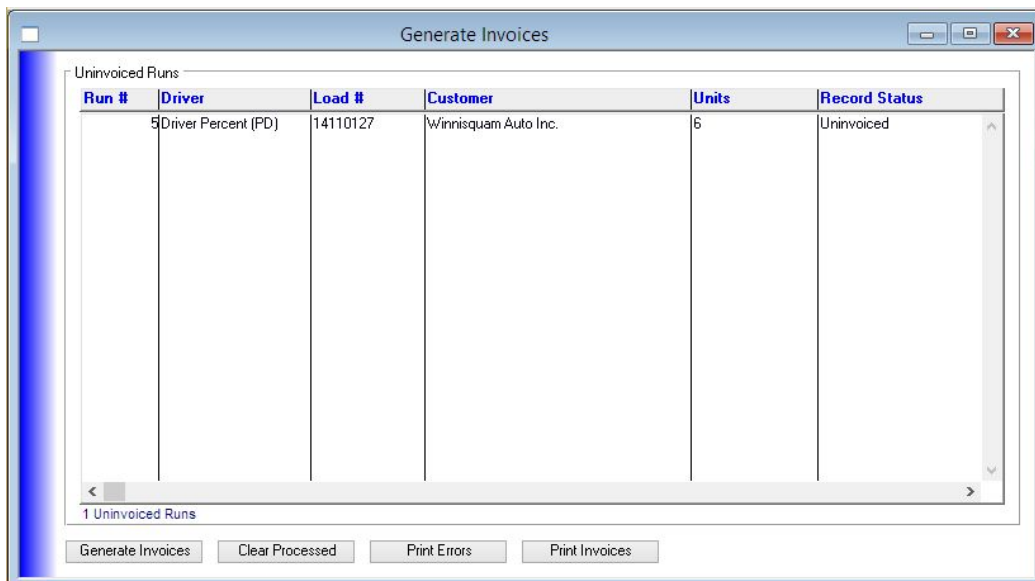 Generate Invoices
Uninvoiced Runs
Run # Driver Load # Customer Units Record Status
5 Driver Percent (PD) 14110127 Winnisquam Auto Inc. 6 Uninvoiced
1 Uninvoiced Runs
Generate Invoices Clear Processed Print Errors Print Invoices